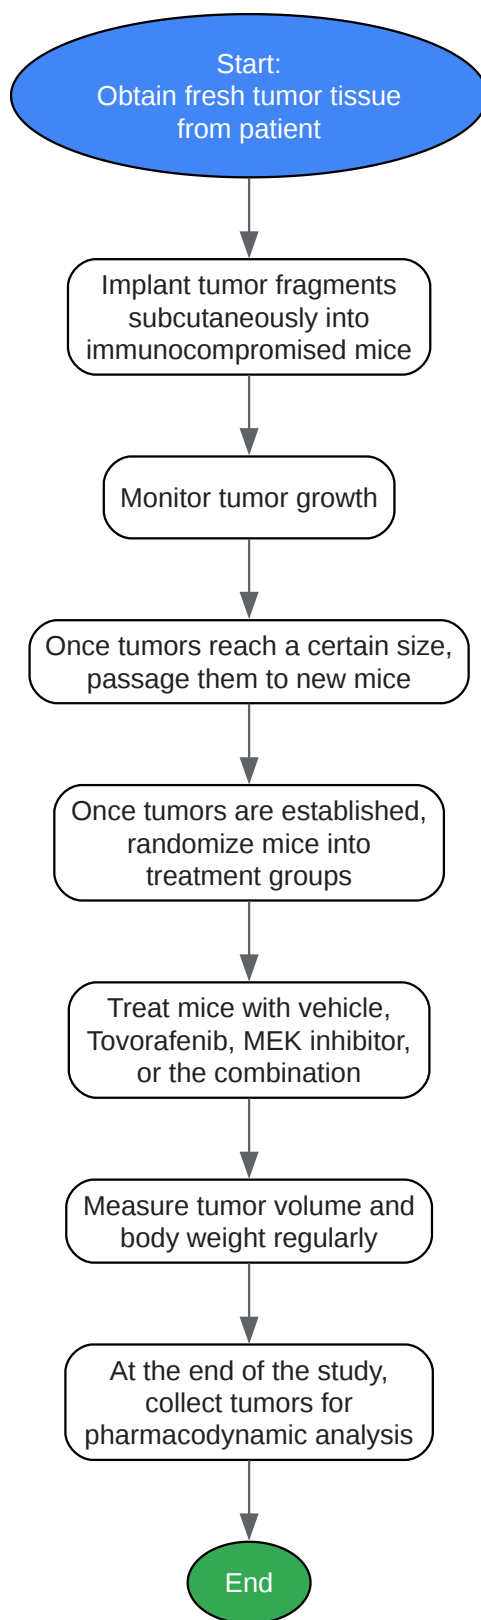 Start:
Obtain fresh tumor tissue
from patient
Implant tumor fragments
subcutaneously into
immunocompromised mice
Monitor tumor growth
Once tumors reach a certain size,
passage them to new mice
Once tumors are established,
randomize mice into
treatment groups
Treat mice with vehicle,
Tovorafenib, MEK inhibitor,
or the combination
Measure tumor volume and
body weight regularly
At the end of the study,
collect tumors for
pharmacodynamic analysis
End